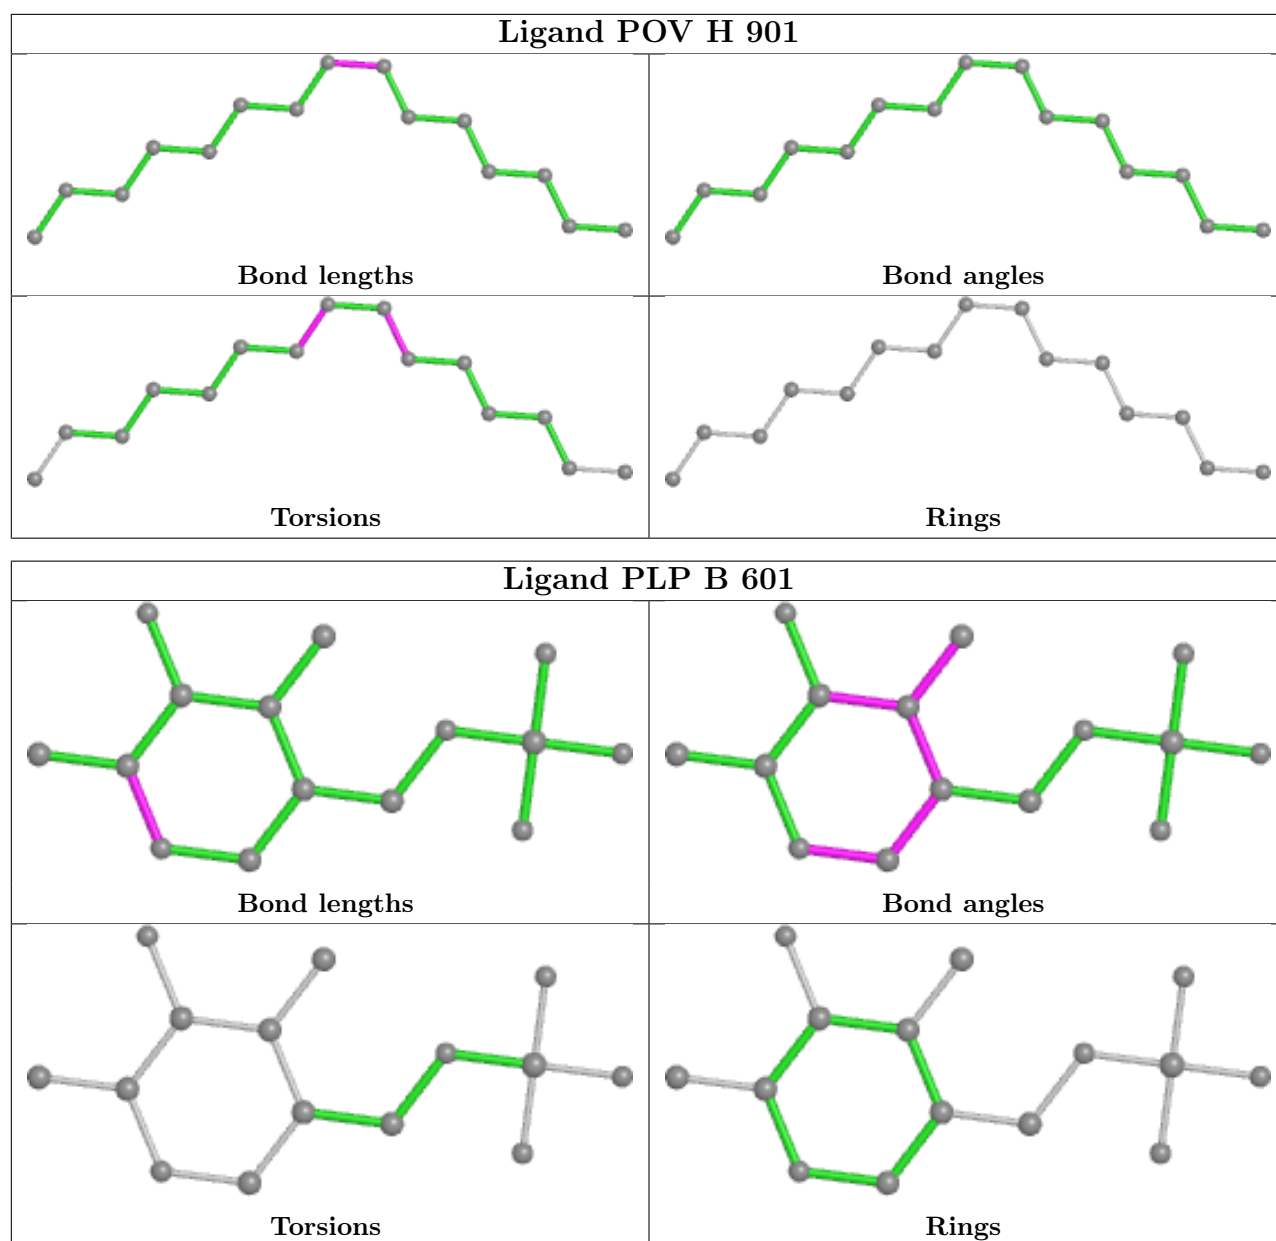 Ligand POV H 901
Bond lengths
Bond angles
Torsions
Rings
Ligand PLP B 601
Bond lengths
Bond angles
Torsions
Rings